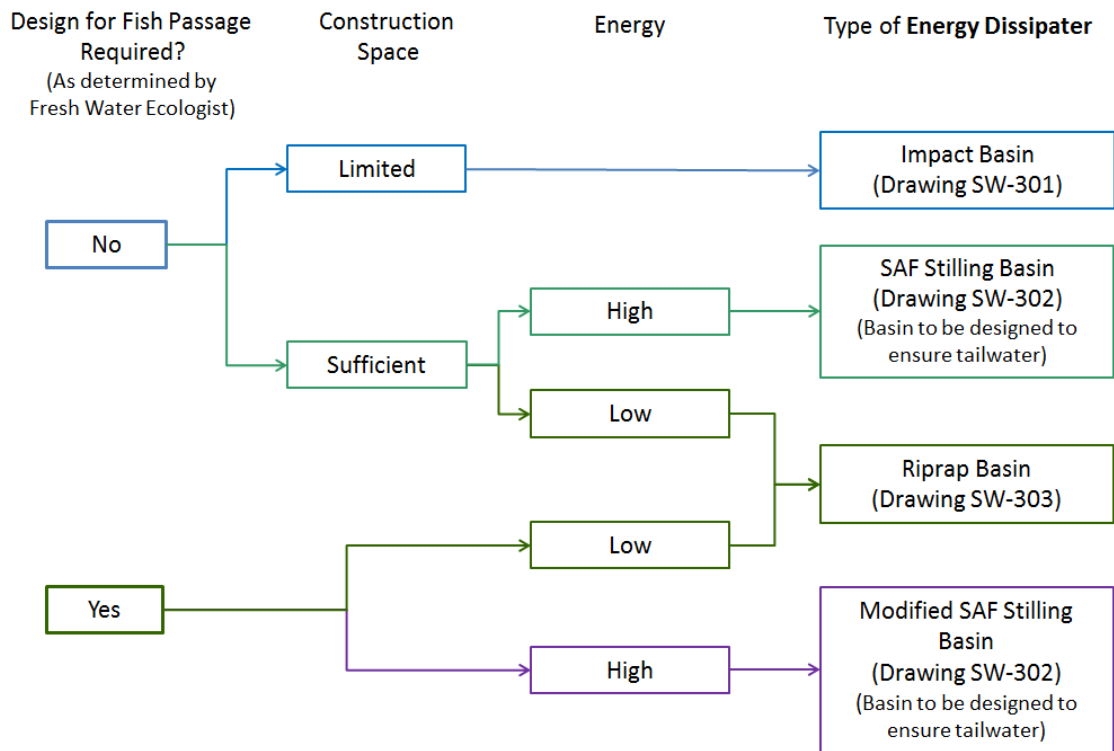 Design for Fish Passage
Required?
(As determined by
Fresh Water Ecologist)
Construction
Space
Energy
Type of Energy Dissipater
Limited
Impact Basin
(Drawing SW-301)
No
SAF Stilling Basin
(Drawing SW-302)
(Basin to be designed to
ensure tailwater)
High
Sufficient
Low
Riprap Basin
(Drawing SW-303)
Low
Yes
Modified SAF Stilling
Basin
(Drawing SW-302)
(Basin to be designed to
ensure tailwater)
High